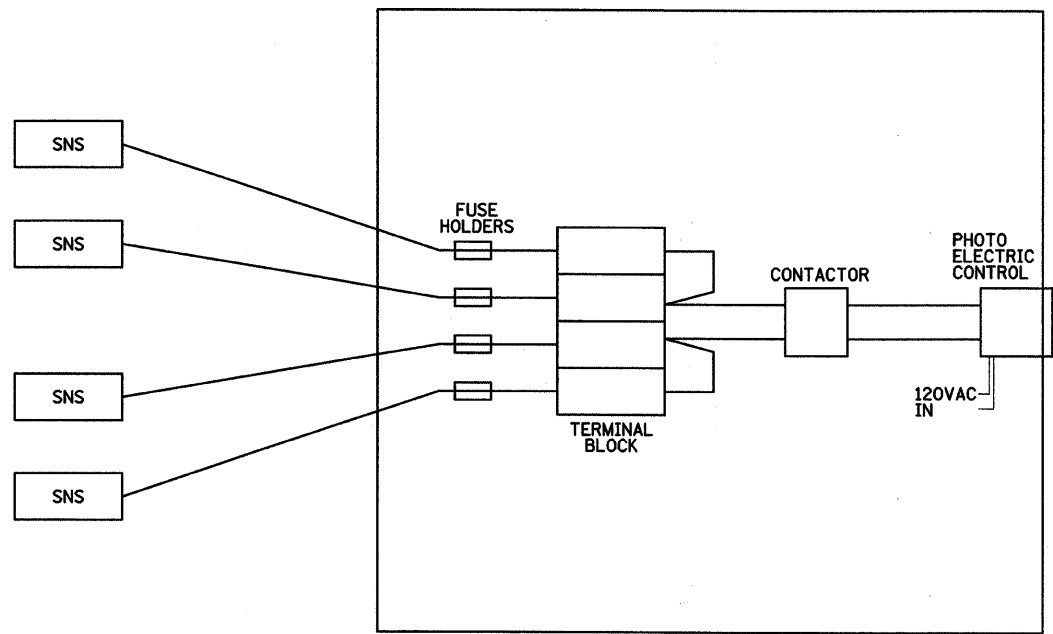 SNS
SNS
SNS
SNS
FUSE
HOLDERS
TERMINAL
BLOCK
CONTACTOR
PHOTO
ELECTRIC
CONTROL
120VAC
IN